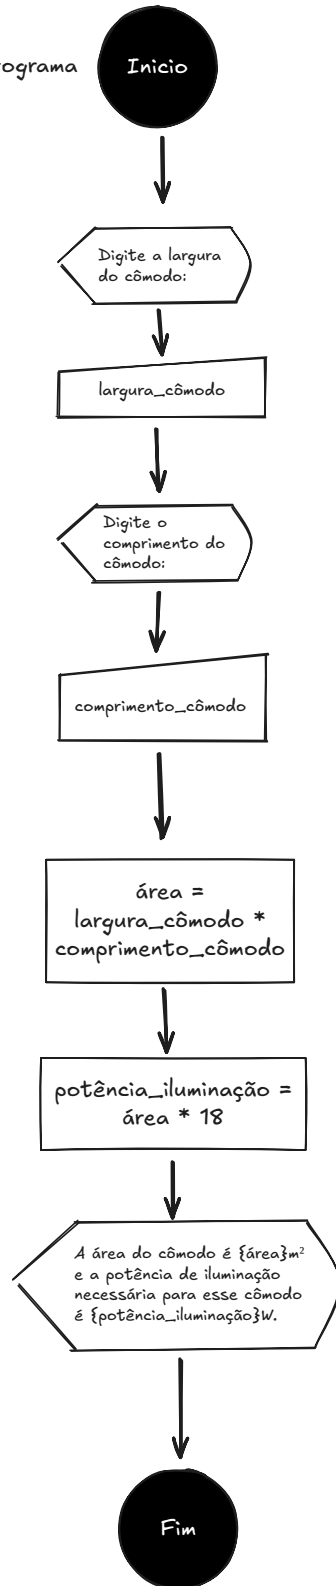 Inicio
Digite a largura
do cômodo:
largura_cômodo
Digite o
comprimento do
cômodo:
comprimento_cômodo
área =
largura_cômodo *
comprimento_cômodo
potência_iluminação =
área * 18
A área do cômodo é {área}m²
e a potência de iluminação
necessária para esse cômodo
é {potência_iluminação}W.
Fim